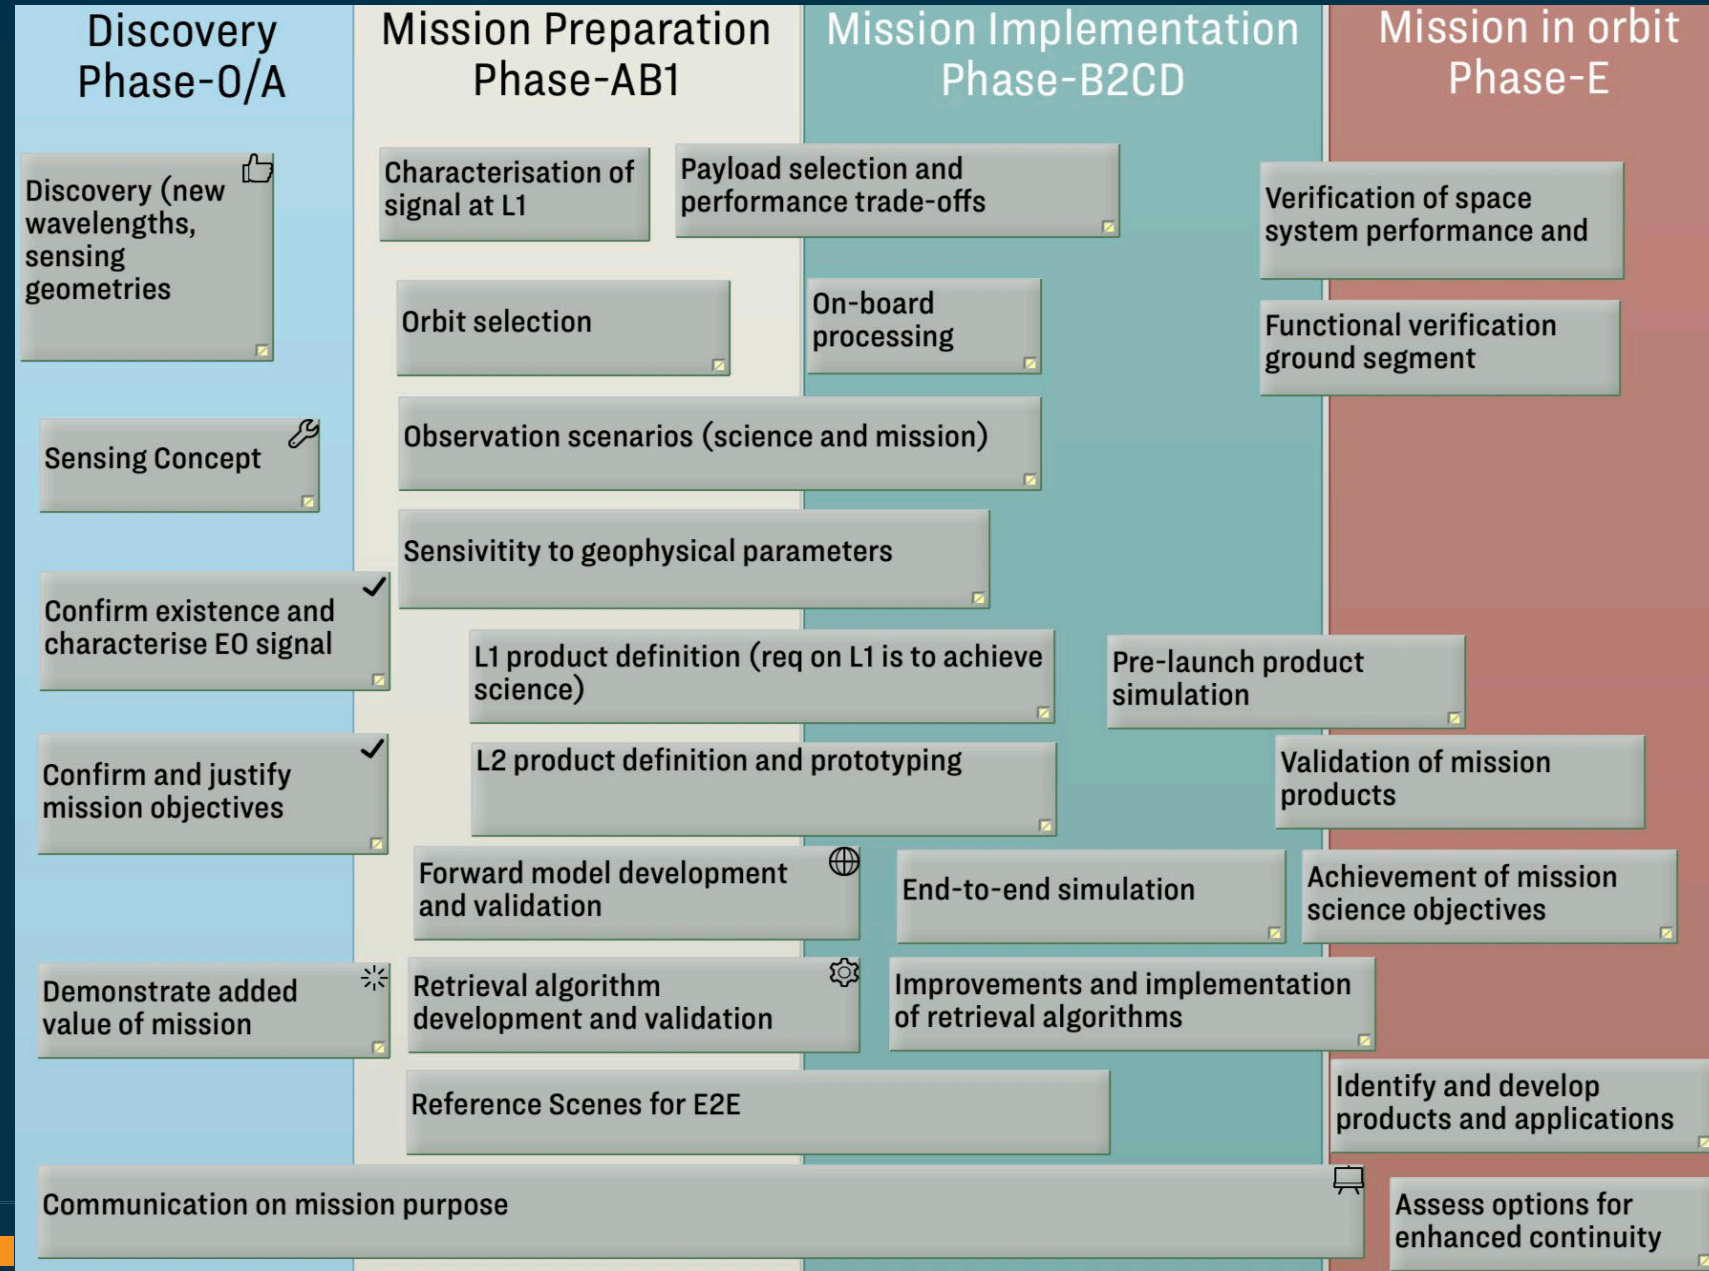 Discovery
Phase-0/A
Mission Preparation
Phase-AB1
Mission Implementation
Phase-B2CD
Mission in orbit
Phase-E
Discovery (new
wavelengths,
sensing
geometries
Sensing Concept
Confirm existence and
characterise EO signal
Confirm and justify
mission objectives
Demonstrate added
value of mission
Characterisation of
signal at L1
Payload selection and
performance trade-offs
Orbit selection
On-board
processing
Observation scenarios (science and mission)
Sensivitity to geophysical parameters
L1 product definition (req on L1 is to achieve
science)
L2 product definition and prototyping
Forward model development
and validation
Retrieval algorithm
development and validation
Reference Scenes for E2E
Communication on mission purpose
Pre-launch product
simulation
End-to-end simulation
Improvements and implementation
of retrieval algorithms
Verification of space
system performance and
Functional verification
ground segment
Validation of mission
products
Achievement of mission
science objectives
Identify and develop
products and applications
Assess options for
enhanced continuity